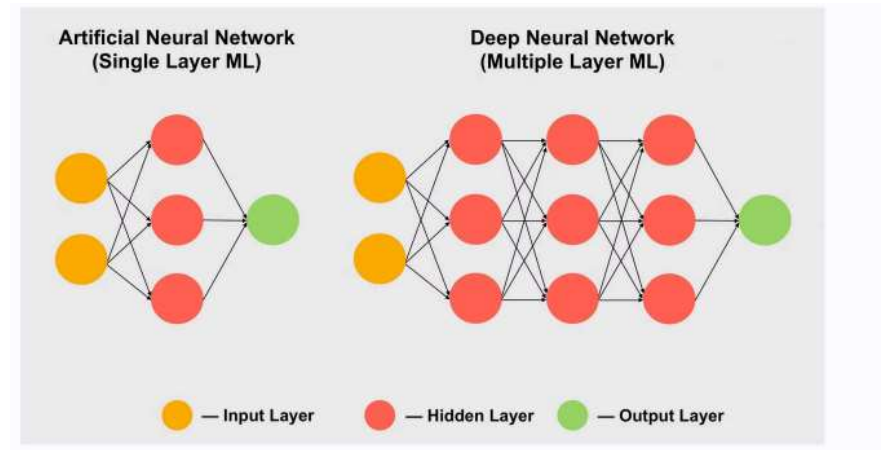 Artificial Neural Network
(Single Layer ML)
Deep Neural Network
(Multiple Layer ML)
— Input Layer
— Hidden Layer
— Output Layer